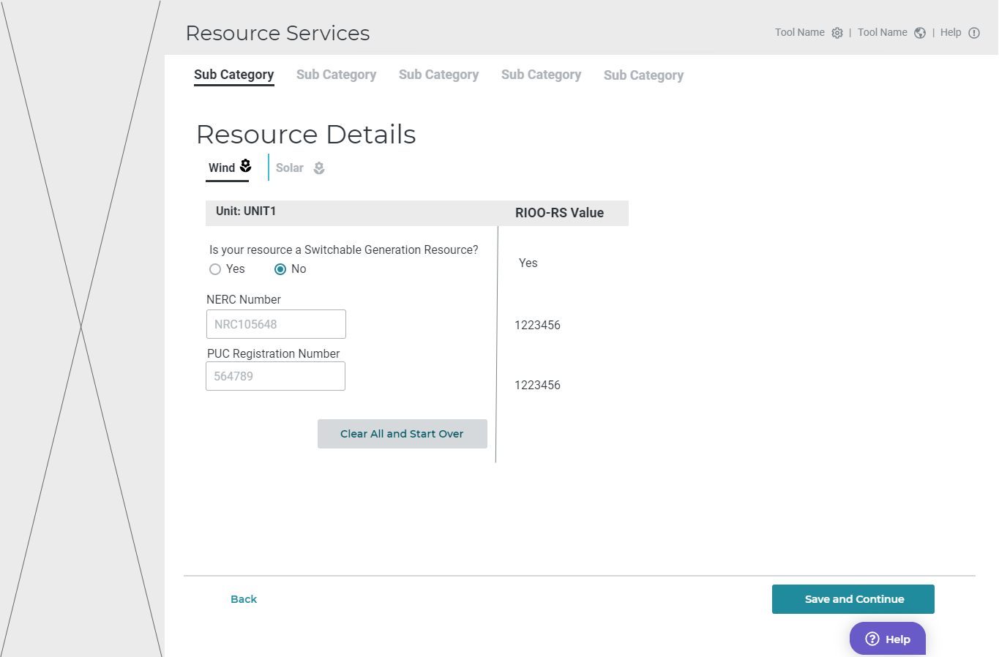 Resource Services
Tool Name | Tool Name | Help
Sub Category Sub Category Sub Category Sub Category Sub Category
Resource Details
Wind Solar
Unit: UNIT1 RIOO-RS Value
Is your resource a Switchable Generation Resource?
Yes
Yes No
NERC Number
NRC105648 1223456
PUC Registration Number
564789 1223456
Clear All and Start Over
Back Save and Continue
Help